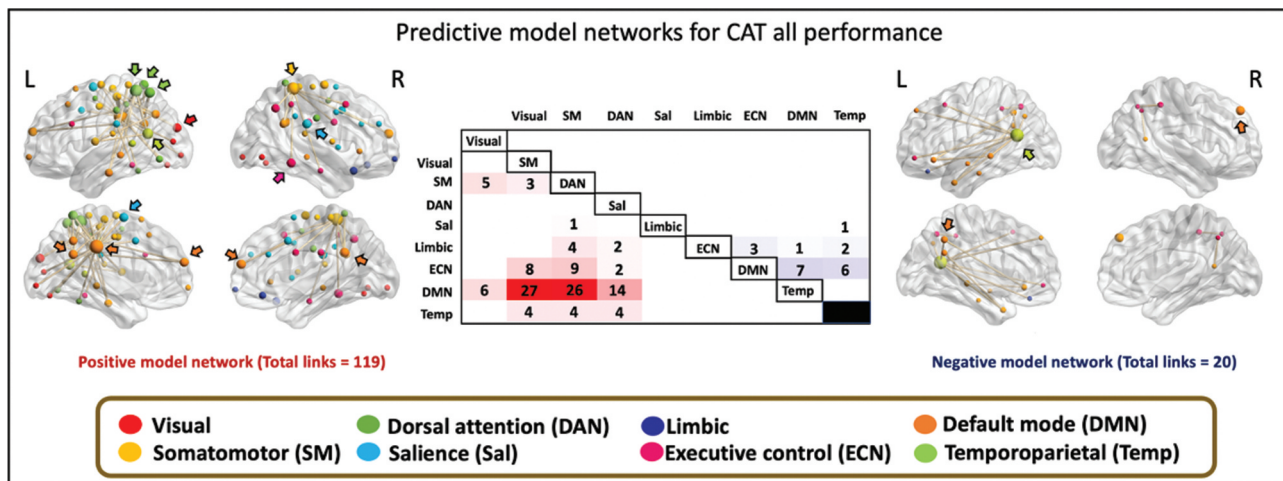 Predictive model networks for CAT all performance
L R L R
Visual SM DAN Sal Limbic ECN DMN Temp
Visual
Visual SM
SM 5 3 DAN
DAN Sal
Sal 1 Limbic 1
Limbic 4 2 ECN 3 1 2
ECN 8 9 2 DMN 7 6
DMN 6 27 26 14 Temp
Temp 4 4 4
Positive model network (Total links = 119)
Negative model network (Total links = 20)
Visual Dorsal attention (DAN) Limbic Default mode (DMN)
Somatomotor (SM) Salience (Sal) Executive control (ECN) Temporoparietal (Temp)